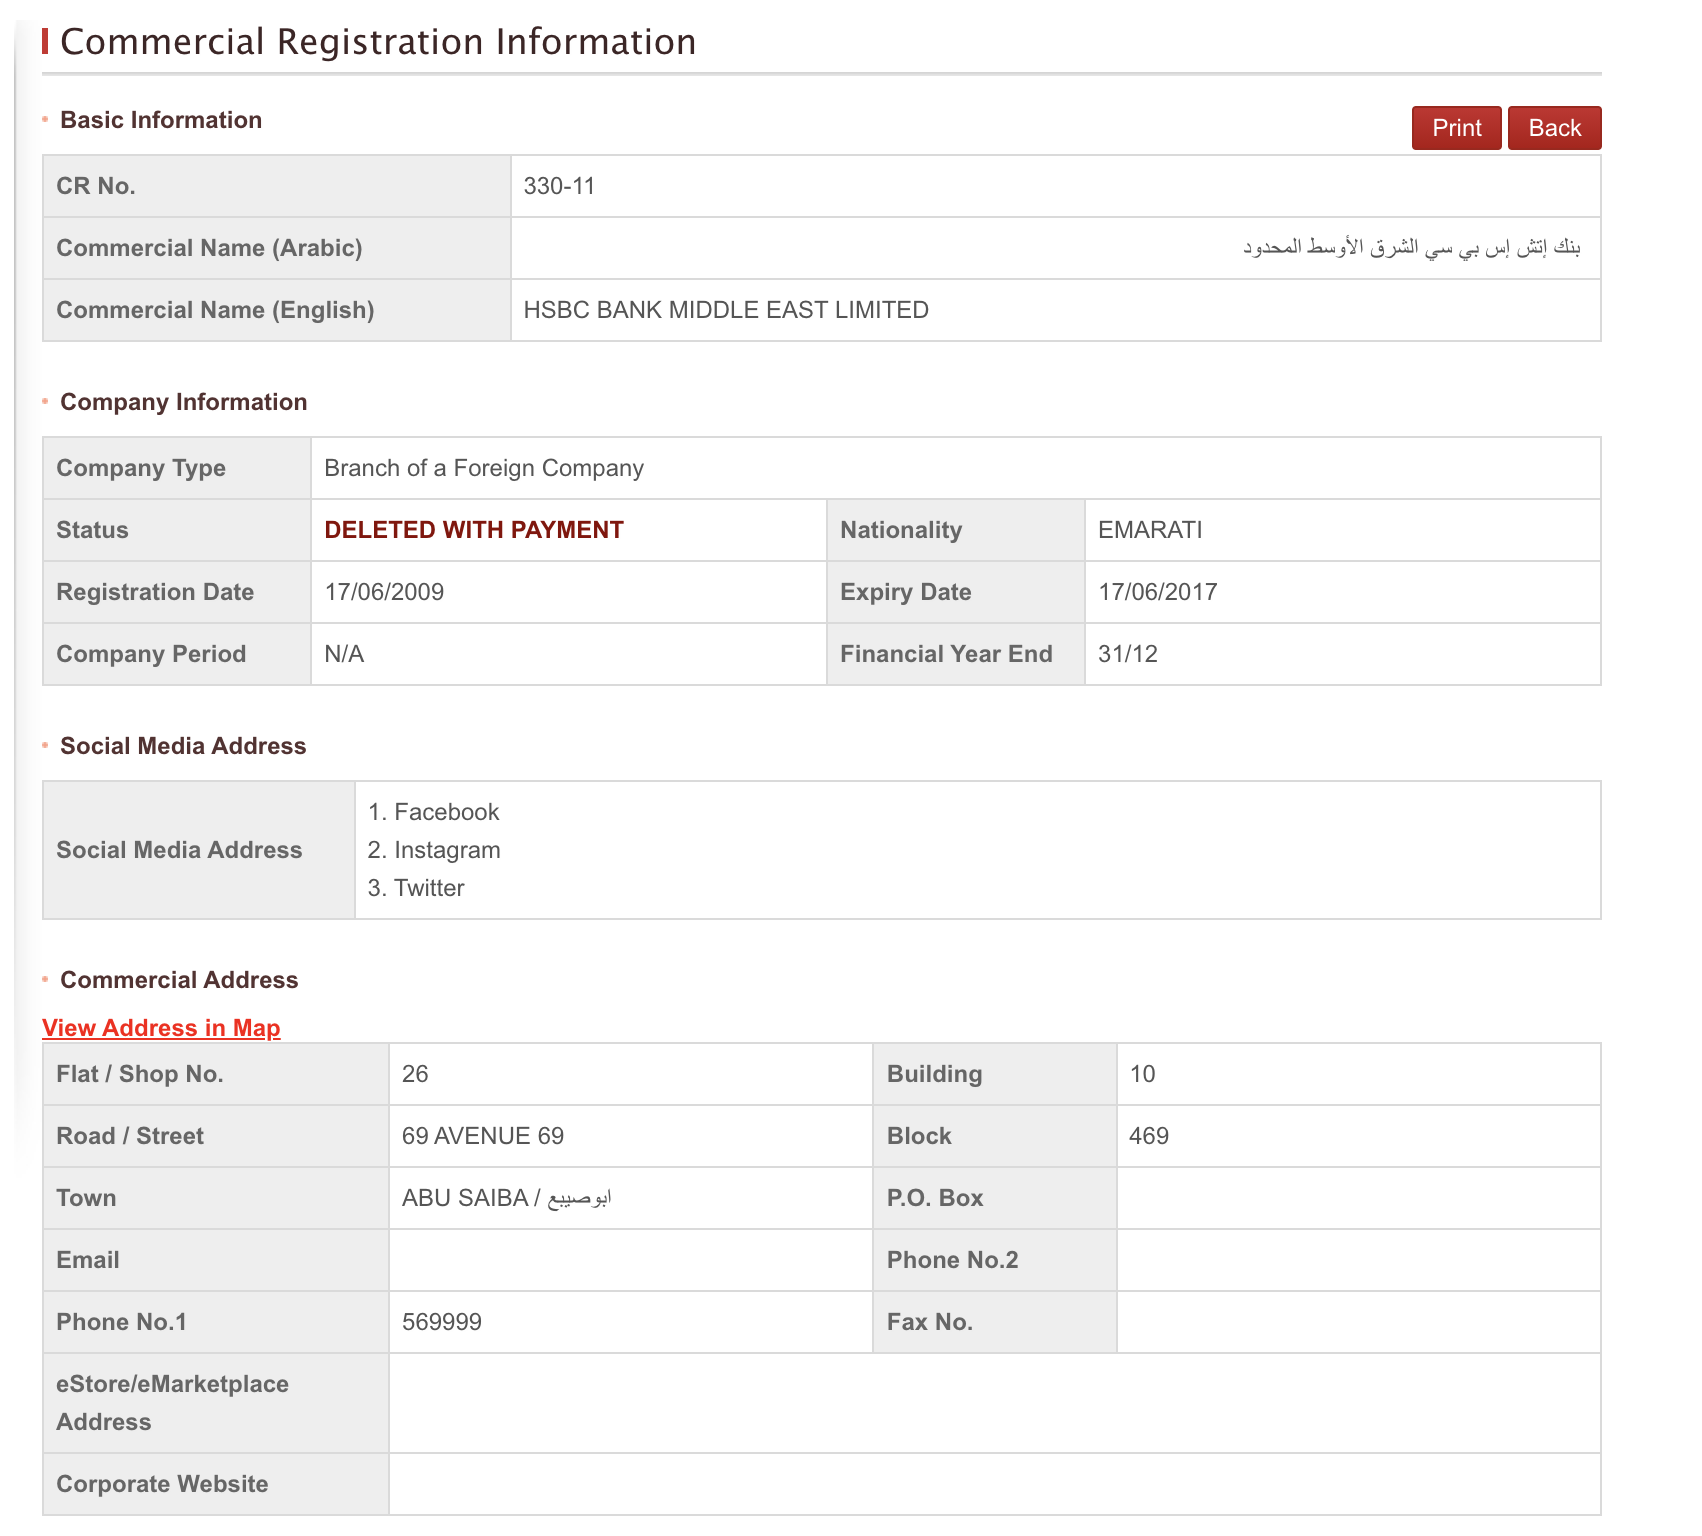 Commercial Registration Information
Basic Information
Print Back
CR No. 330-11
Commercial Name (Arabic) بنك إتش إس بي سي الشرق الأوسط المحدود
Commercial Name (English) HSBC BANK MIDDLE EAST LIMITED
Company Information
Company Type Branch of a Foreign Company
Status DELETED WITH PAYMENT Nationality EMARATI
Registration Date 17/06/2009 Expiry Date 17/06/2017
Company Period N/A Financial Year End 31/12
Social Media Address
Social Media Address
1. Facebook
2. Instagram
3. Twitter
Commercial Address
View Address in Map
Flat / Shop No. 26 Building 10
Road / Street 69 AVENUE 69 Block 469
Town ABU SAIBA / ابوصيبع P.O. Box
Email Phone No.2
Phone No.1 569999 Fax No.
eStore/eMarketplace
Address
Corporate Website